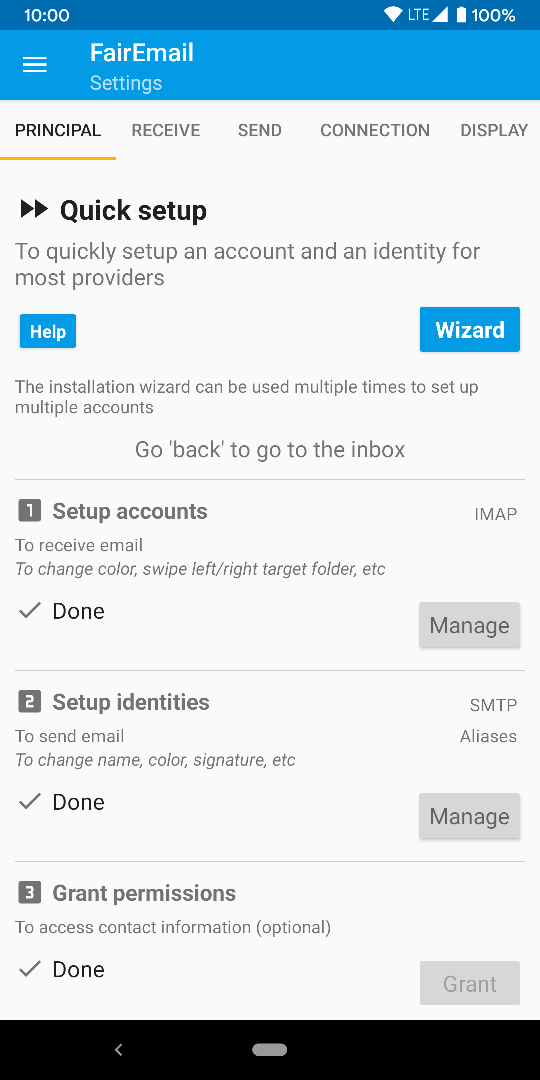 10:00
LTE
100%
FairEmail
Settings
PRINCIPAL
RECEIVE
SEND
CONNECTION
DISPLAY
Quick setup
To quickly setup an account and an identity for
most providers
Help
Wizard
The installation wizard can be used multiple times to set up
multiple accounts
Go 'back' to go to the inbox
1 Setup accounts
IMAP
To receive email
To change color, swipe left/right target folder, etc
Done
Manage
2 Setup identities
SMTP
To send email
Aliases
To change name, color, signature, etc
Done
Manage
3 Grant permissions
To access contact information (optional)
Done
Grant